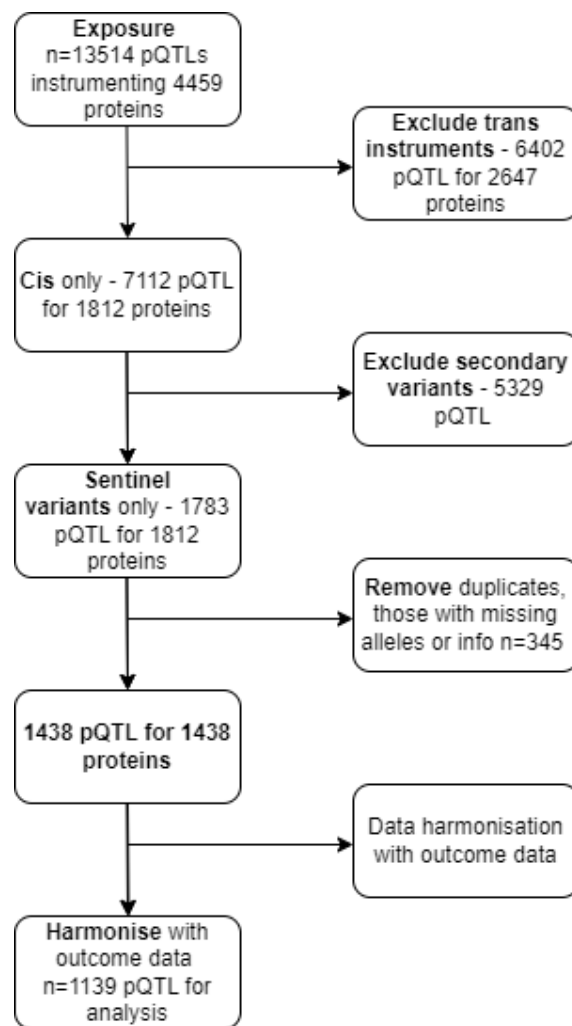 Exposure
n=13514 pQTLs
instrumenting 4459
proteins
Exclude trans
instruments - 6402
pQTL for 2647
proteins
Cis only - 7112 pQTL
for 1812 proteins
Exclude secondary
variants - 5329
pQTL
Sentinel
variants only - 1783
pQTL for 1812
proteins
Remove duplicates,
those with missing
alleles or info n=345
1438 pQTL for 1438
proteins
Data harmonisation
with outcome data
Harmonise with
outcome data
n=1139 pQTL for
analysis